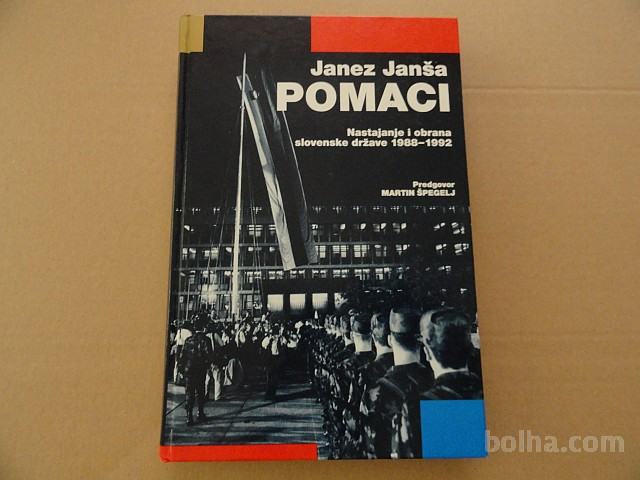 Janez Janša
POMACI
Nastajanje i obrana
slovenske države 1988–1992
Predgovor
MARTIN ŠPEGELJ
bolha.com